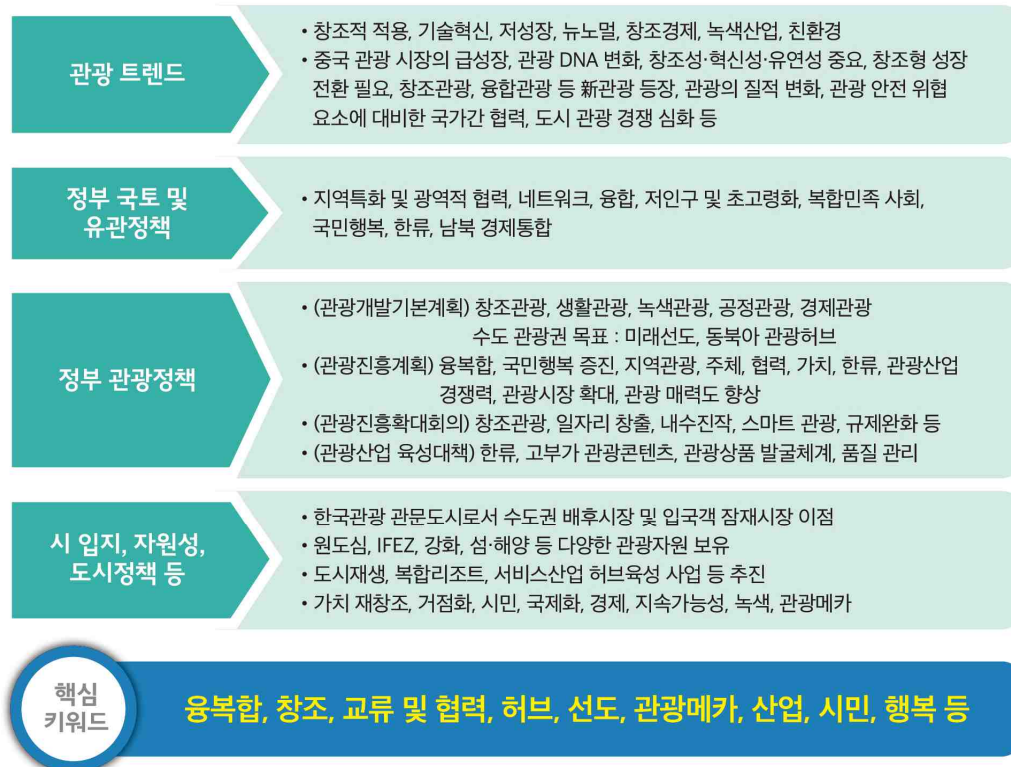 관광 트렌드
• 창조적 적용, 기술혁신, 저성장, 뉴노멀, 창조경제, 녹색산업, 친환경
• 중국 관광 시장의 급성장, 관광 DNA 변화, 창조성·혁신성·유연성 중요, 창조형 성장
전환 필요, 창조관광, 융합관광 등 新관광 등장, 관광의 질적 변화, 관광 안전 위협
요소에 대비한 국가간 협력, 도시 관광 경쟁 심화 등
정부 국토 및
유관정책
• 지역특화 및 광역적 협력, 네트워크, 융합, 저인구 및 초고령화, 복합민족 사회,
국민행복, 한류, 남북 경제통합
정부 관광정책
• (관광개발기본계획) 창조관광, 생활관광, 녹색관광, 공정관광, 경제관광
수도 관광권 목표 : 미래선도, 동북아 관광허브
• (관광진흥계획) 융복합, 국민행복 증진, 지역관광, 주체, 협력, 가치, 한류, 관광산업
경쟁력, 관광시장 확대, 관광 매력도 향상
• (관광진흥확대회의) 창조관광, 일자리 창출, 내수진작, 스마트 관광, 규제완화 등
• (관광산업 육성대책) 한류, 고부가 관광콘텐츠, 관광상품 발굴체계, 품질 관리
시 입지, 자원성,
도시정책 등
• 한국관광 관문도시로서 수도권 배후시장 및 입국객 잠재시장 이점
• 원도심, IFEZ, 강화, 섬·해양 등 다양한 관광자원 보유
• 도시재생, 복합리조트, 서비스산업 허브육성 사업 등 추진
• 가치 재창조, 거점화, 시민, 국제화, 경제, 지속가능성, 녹색, 관광메카
핵심
키워드
융복합, 창조, 교류 및 협력, 허브, 선도, 관광메카, 산업, 시민, 행복 등